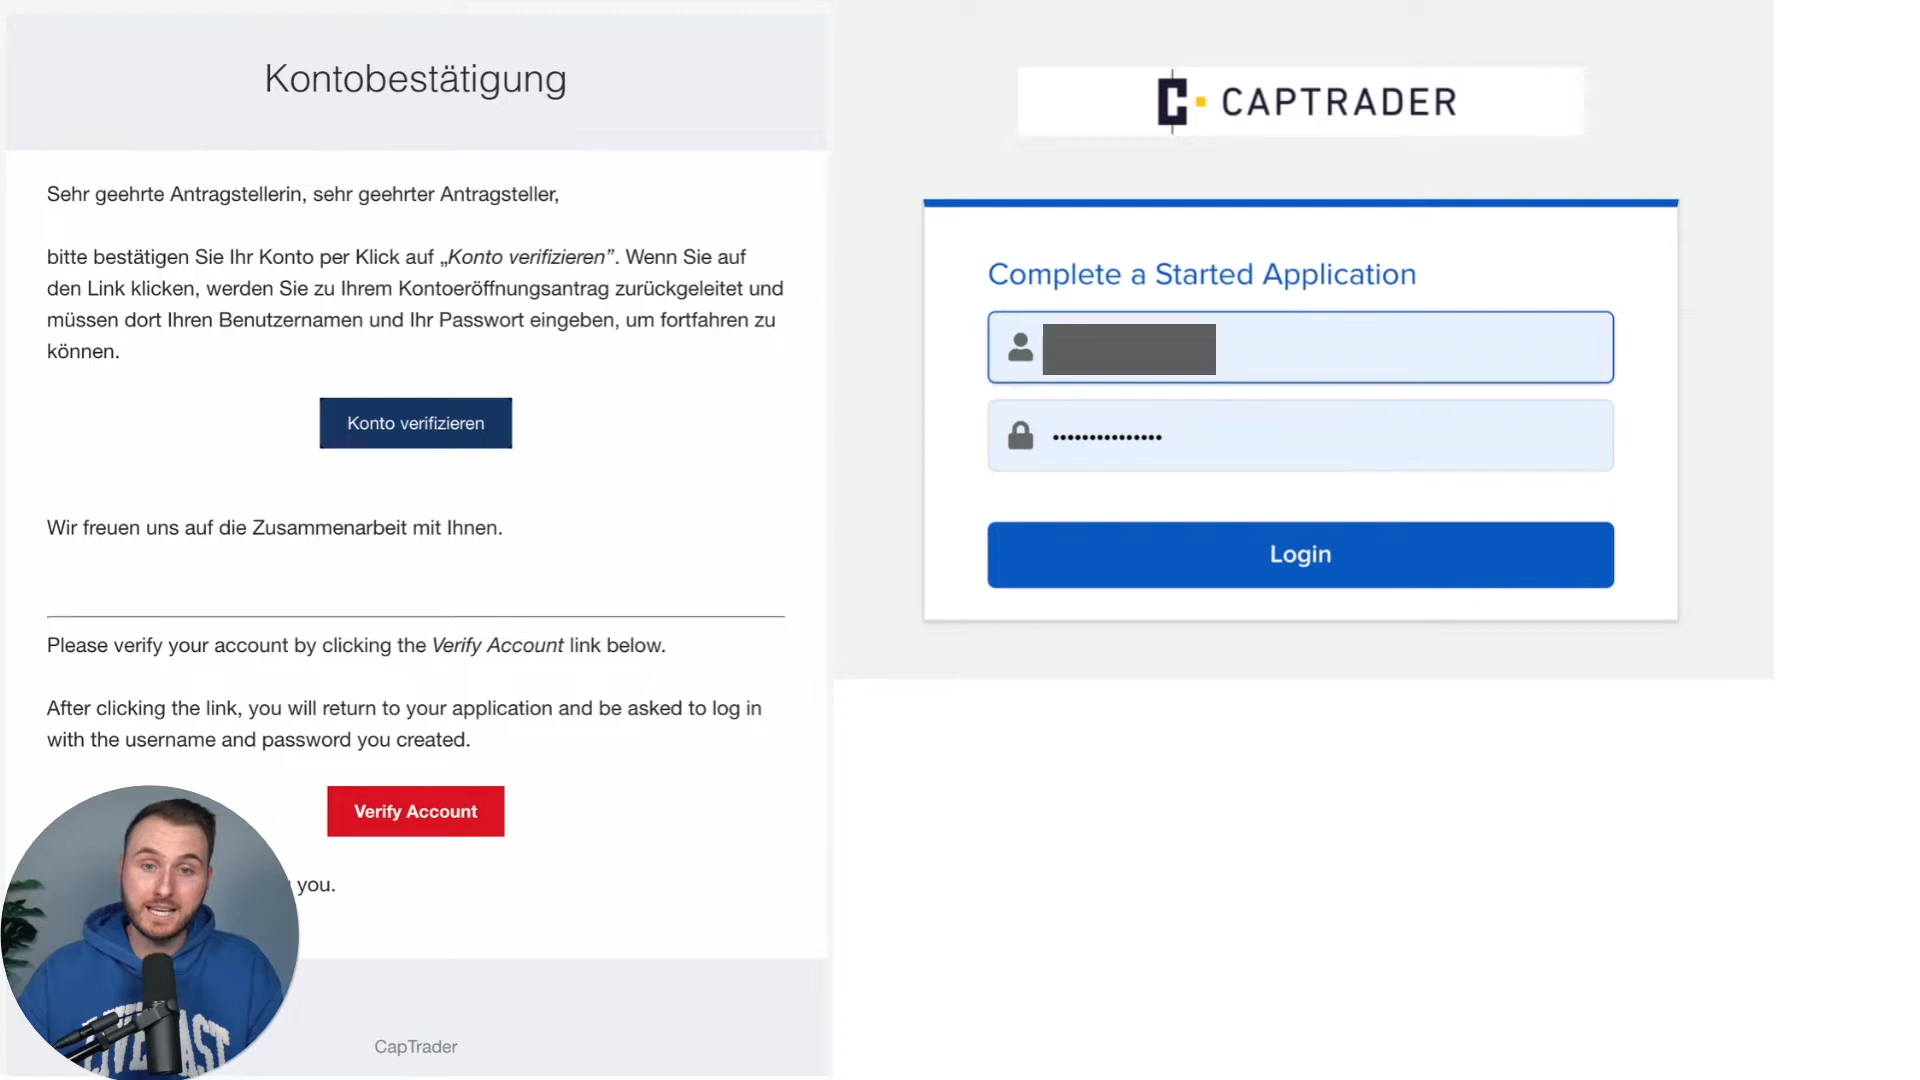 Kontobestätigung
Sehr geehrte Antragstellerin, sehr geehrter Antragsteller,
bitte bestätigen Sie Ihr Konto per Klick auf „Konto verifizieren”. Wenn Sie auf
den Link klicken, werden Sie zu Ihrem Kontoeröffnungsantrag zurückgeleitet und
müssen dort Ihren Benutzernamen und Ihr Passwort eingeben, um fortfahren zu
können.
Konto verifizieren
Wir freuen uns auf die Zusammenarbeit mit Ihnen.
Please verify your account by clicking the Verify Account link below.
After clicking the link, you will return to your application and be asked to log in
with the username and password you created.
Verify Account
you.
CapTrader
CAPTRADER
Complete a Started Application
Login